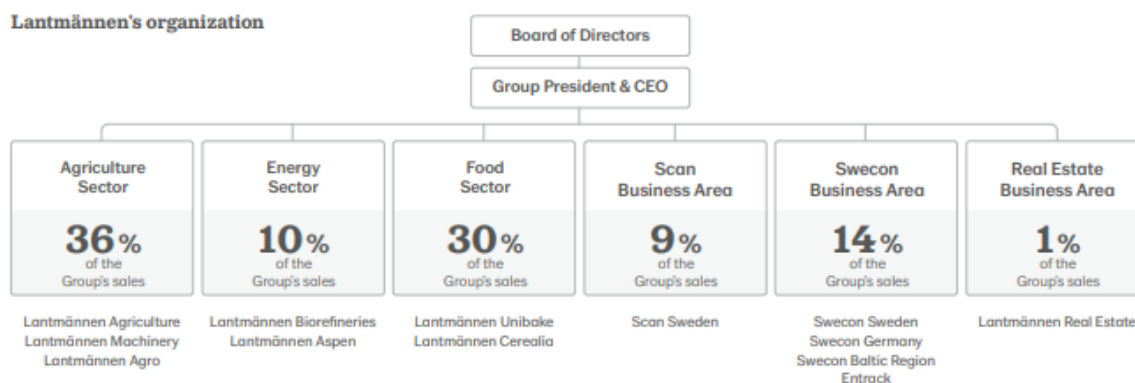 Lantmännen's organization
Board of Directors
Group President & CEO
Agriculture
Sector
36%
of the
Group's sales
Lantmännen Agriculture
Lantmännen Machinery
Lantmännen Agro
Energy
Sector
10%
of the
Group's sales
Lantmännen Biorefineries
Lantmännen Aspen
Food
Sector
30%
of the
Group's sales
Lantmännen Unibake
Lantmännen Cerealia
Scan
Business Area
9%
of the
Group's sales
Scan Sweden
Swecon
Business Area
14%
of the
Group's sales
Swecon Sweden
Swecon Germany
Swecon Baltic Region
Entrack
Real Estate
Business Area
1%
of the
Group's sales
Lantmännen Real Estate